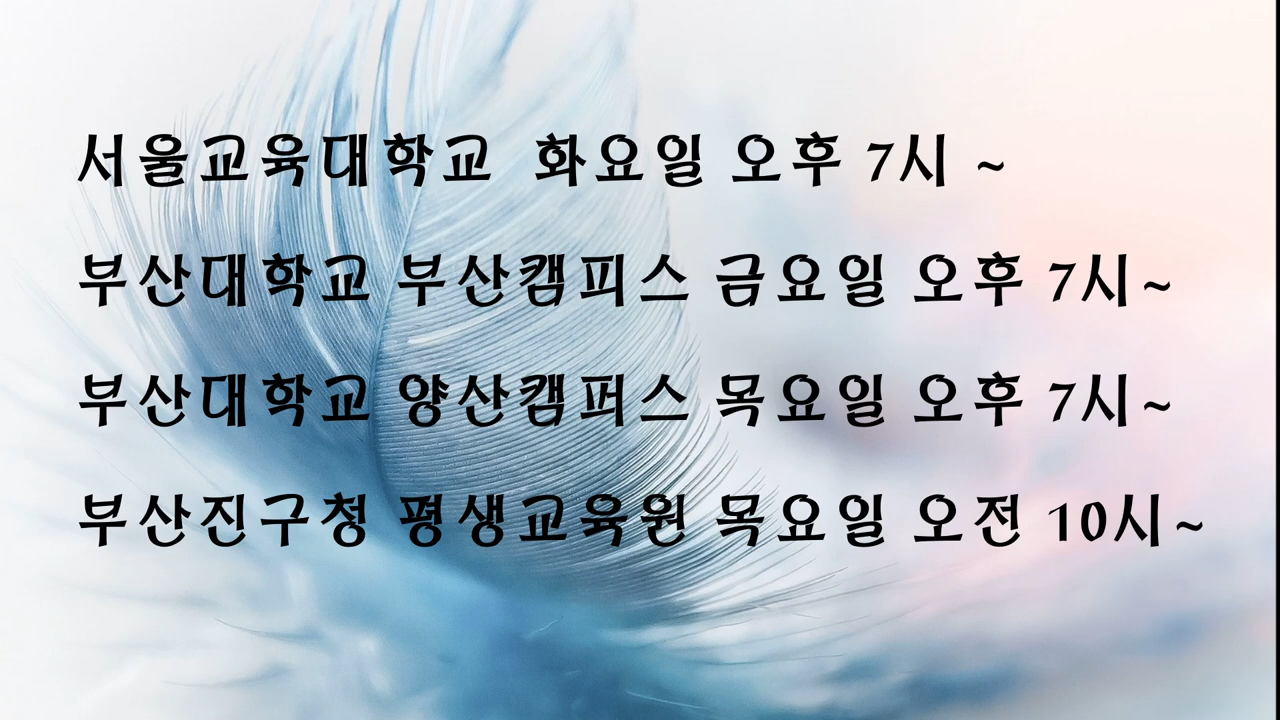 서울교육대학교 화요일 오후 7시 ~
부산대학교 부산캠피스 금요일 오후 7시~
부산대학교 양산캠퍼스 목요일 오후 7시~
부산진구청 평생교육원 목요일 오전 10시~